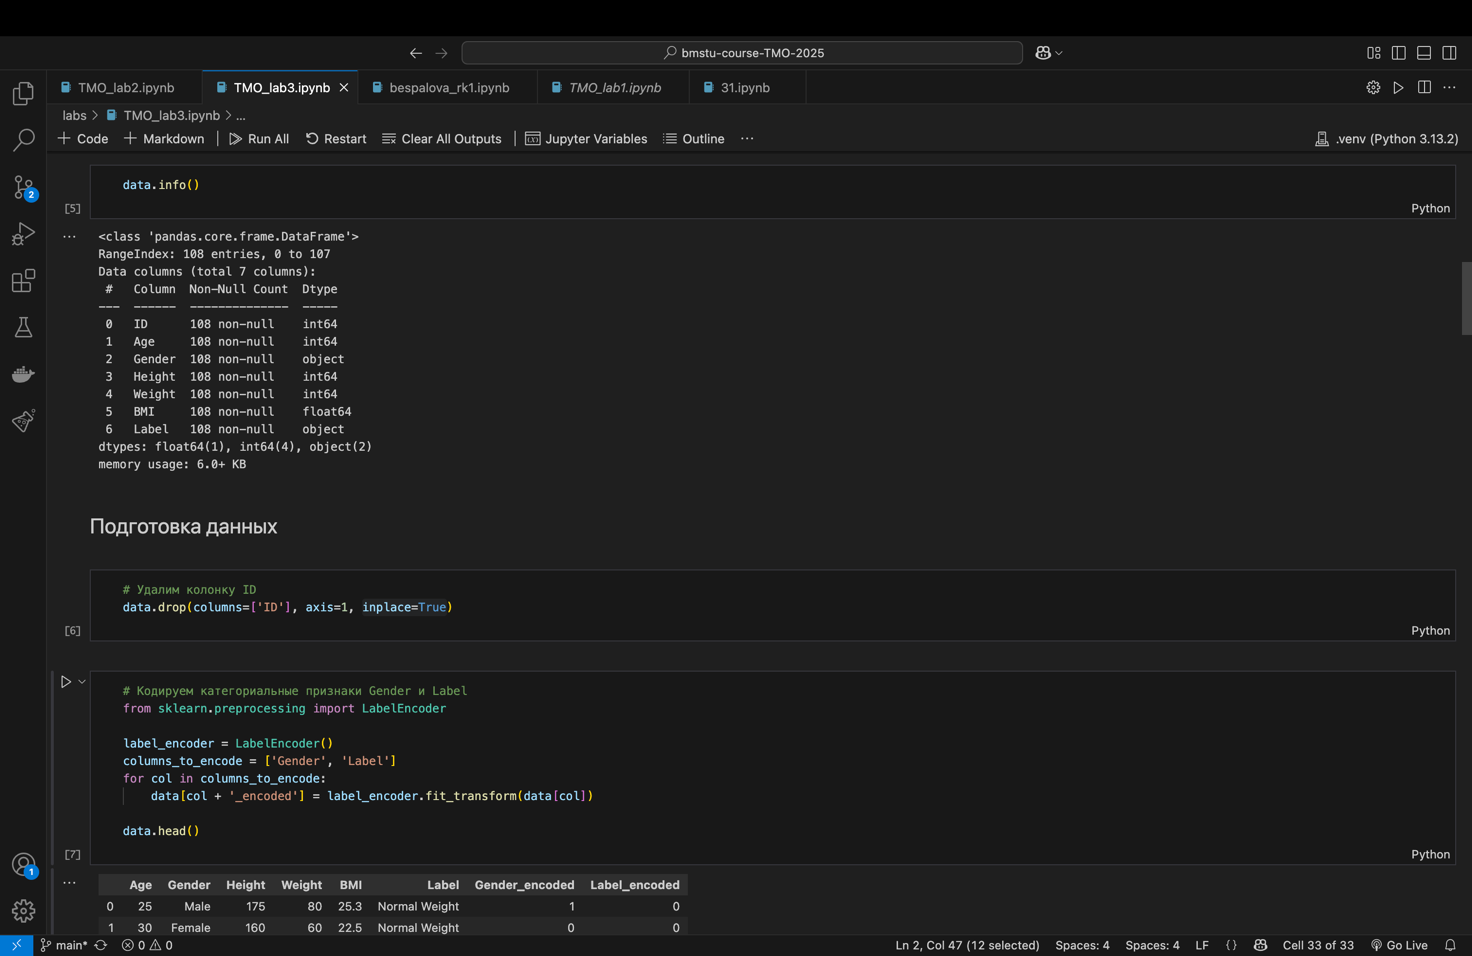 bmstu-course-TMO-2025
TMO_lab2.ipynb
TMO_lab3.ipynb
bespalova_rk1.ipynb
TMO_lab1.ipynb
31.ipynb
labs > TMO_lab3.ipynb > ...
+ Code + Markdown | Run All Restart Clear All Outputs | Jupyter Variables Outline ...
.venv (Python 3.13.2)
data.info()
[5]
Python
<class 'pandas.core.frame.DataFrame'>
RangeIndex: 108 entries, 0 to 107
Data columns (total 7 columns):
# Column Non-Null Count Dtype
--- ------ -------------- -----
0 ID 108 non-null int64
1 Age 108 non-null int64
2 Gender 108 non-null object
3 Height 108 non-null int64
4 Weight 108 non-null int64
5 BMI 108 non-null float64
6 Label 108 non-null object
dtypes: float64(1), int64(4), object(2)
memory usage: 6.0+ KB
Подготовка данных
# Удалим колонку ID
data.drop(columns=['ID'], axis=1, inplace=True)
[6]
Python
# Кодируем категориальные признаки Gender и Label
from sklearn.preprocessing import LabelEncoder
label_encoder = LabelEncoder()
columns_to_encode = ['Gender', 'Label']
for col in columns_to_encode:
data[col + '_encoded'] = label_encoder.fit_transform(data[col])
data.head()
[7]
Python
Age Gender Height Weight BMI Label Gender_encoded Label_encoded
0 25 Male 175 80 25.3 Normal Weight 1 0
1 30 Female 160 60 22.5 Normal Weight 0 0
2
1
main* 0 0
Ln 2, Col 47 (12 selected) Spaces: 4 Spaces: 4 LF {} Cell 33 of 33 Go Live